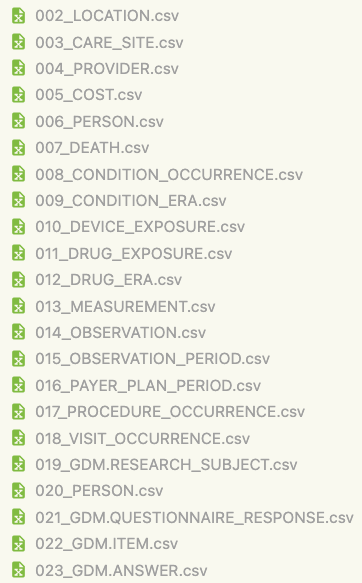 002_LOCATION.csv
003_CARE_SITE.csv
004_PROVIDER.csv
005_COST.csv
006_PERSON.csv
007_DEATH.csv
008_CONDITION_OCCURRENCE.csv
009_CONDITION_ERA.csv
010_DEVICE_EXPOSURE.csv
011_DRUG_EXPOSURE.csv
012_DRUG_ERA.csv
013_MEASUREMENT.csv
014_OBSERVATION.csv
015_OBSERVATION_PERIOD.csv
016_PAYER_PLAN_PERIOD.csv
017_PROCEDURE_OCCURRENCE.csv
018_VISIT_OCCURRENCE.csv
019_GDM.RESEARCH_SUBJECT.csv
020_PERSON.csv
021_GDM.QUESTIONNAIRE_RESPONSE.csv
022_GDM.ITEM.csv
023_GDM.ANSWER.csv